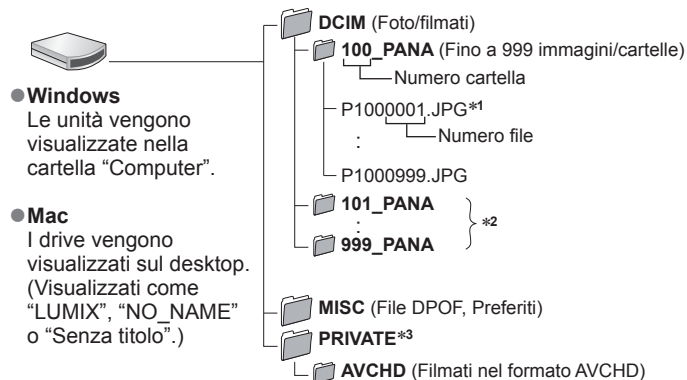 ●Windows
Le unità vengono
visualizzate nella
cartella “Computer”.
●Mac
I drive vengono
visualizzati sul desktop.
(Visualizzati come
“LUMIX”, “NO_NAME”
o “Senza titolo”.)
DCIM (Foto/filmati)
100_PANA (Fino a 999 immagini/cartelle)
Numero cartella
P1000001.JPG*1
Numero file
:
P1000999.JPG
101_PANA
:
*2
999_PANA
MISC (File DPOF, Preferiti)
PRIVATE*3
AVCHD (Filmati nel formato AVCHD)